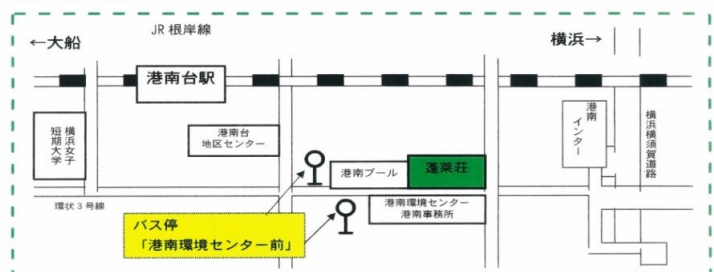 JR 根岸線
←大船
横浜→
港南台駅
横浜女子
短期大学
港南台
地区センター
港南プール
蓬莱荘
港南
インター
横浜横須賀道路
環状3号線
バス停
「港南環境センター前」
港南環境センター
港南事務所